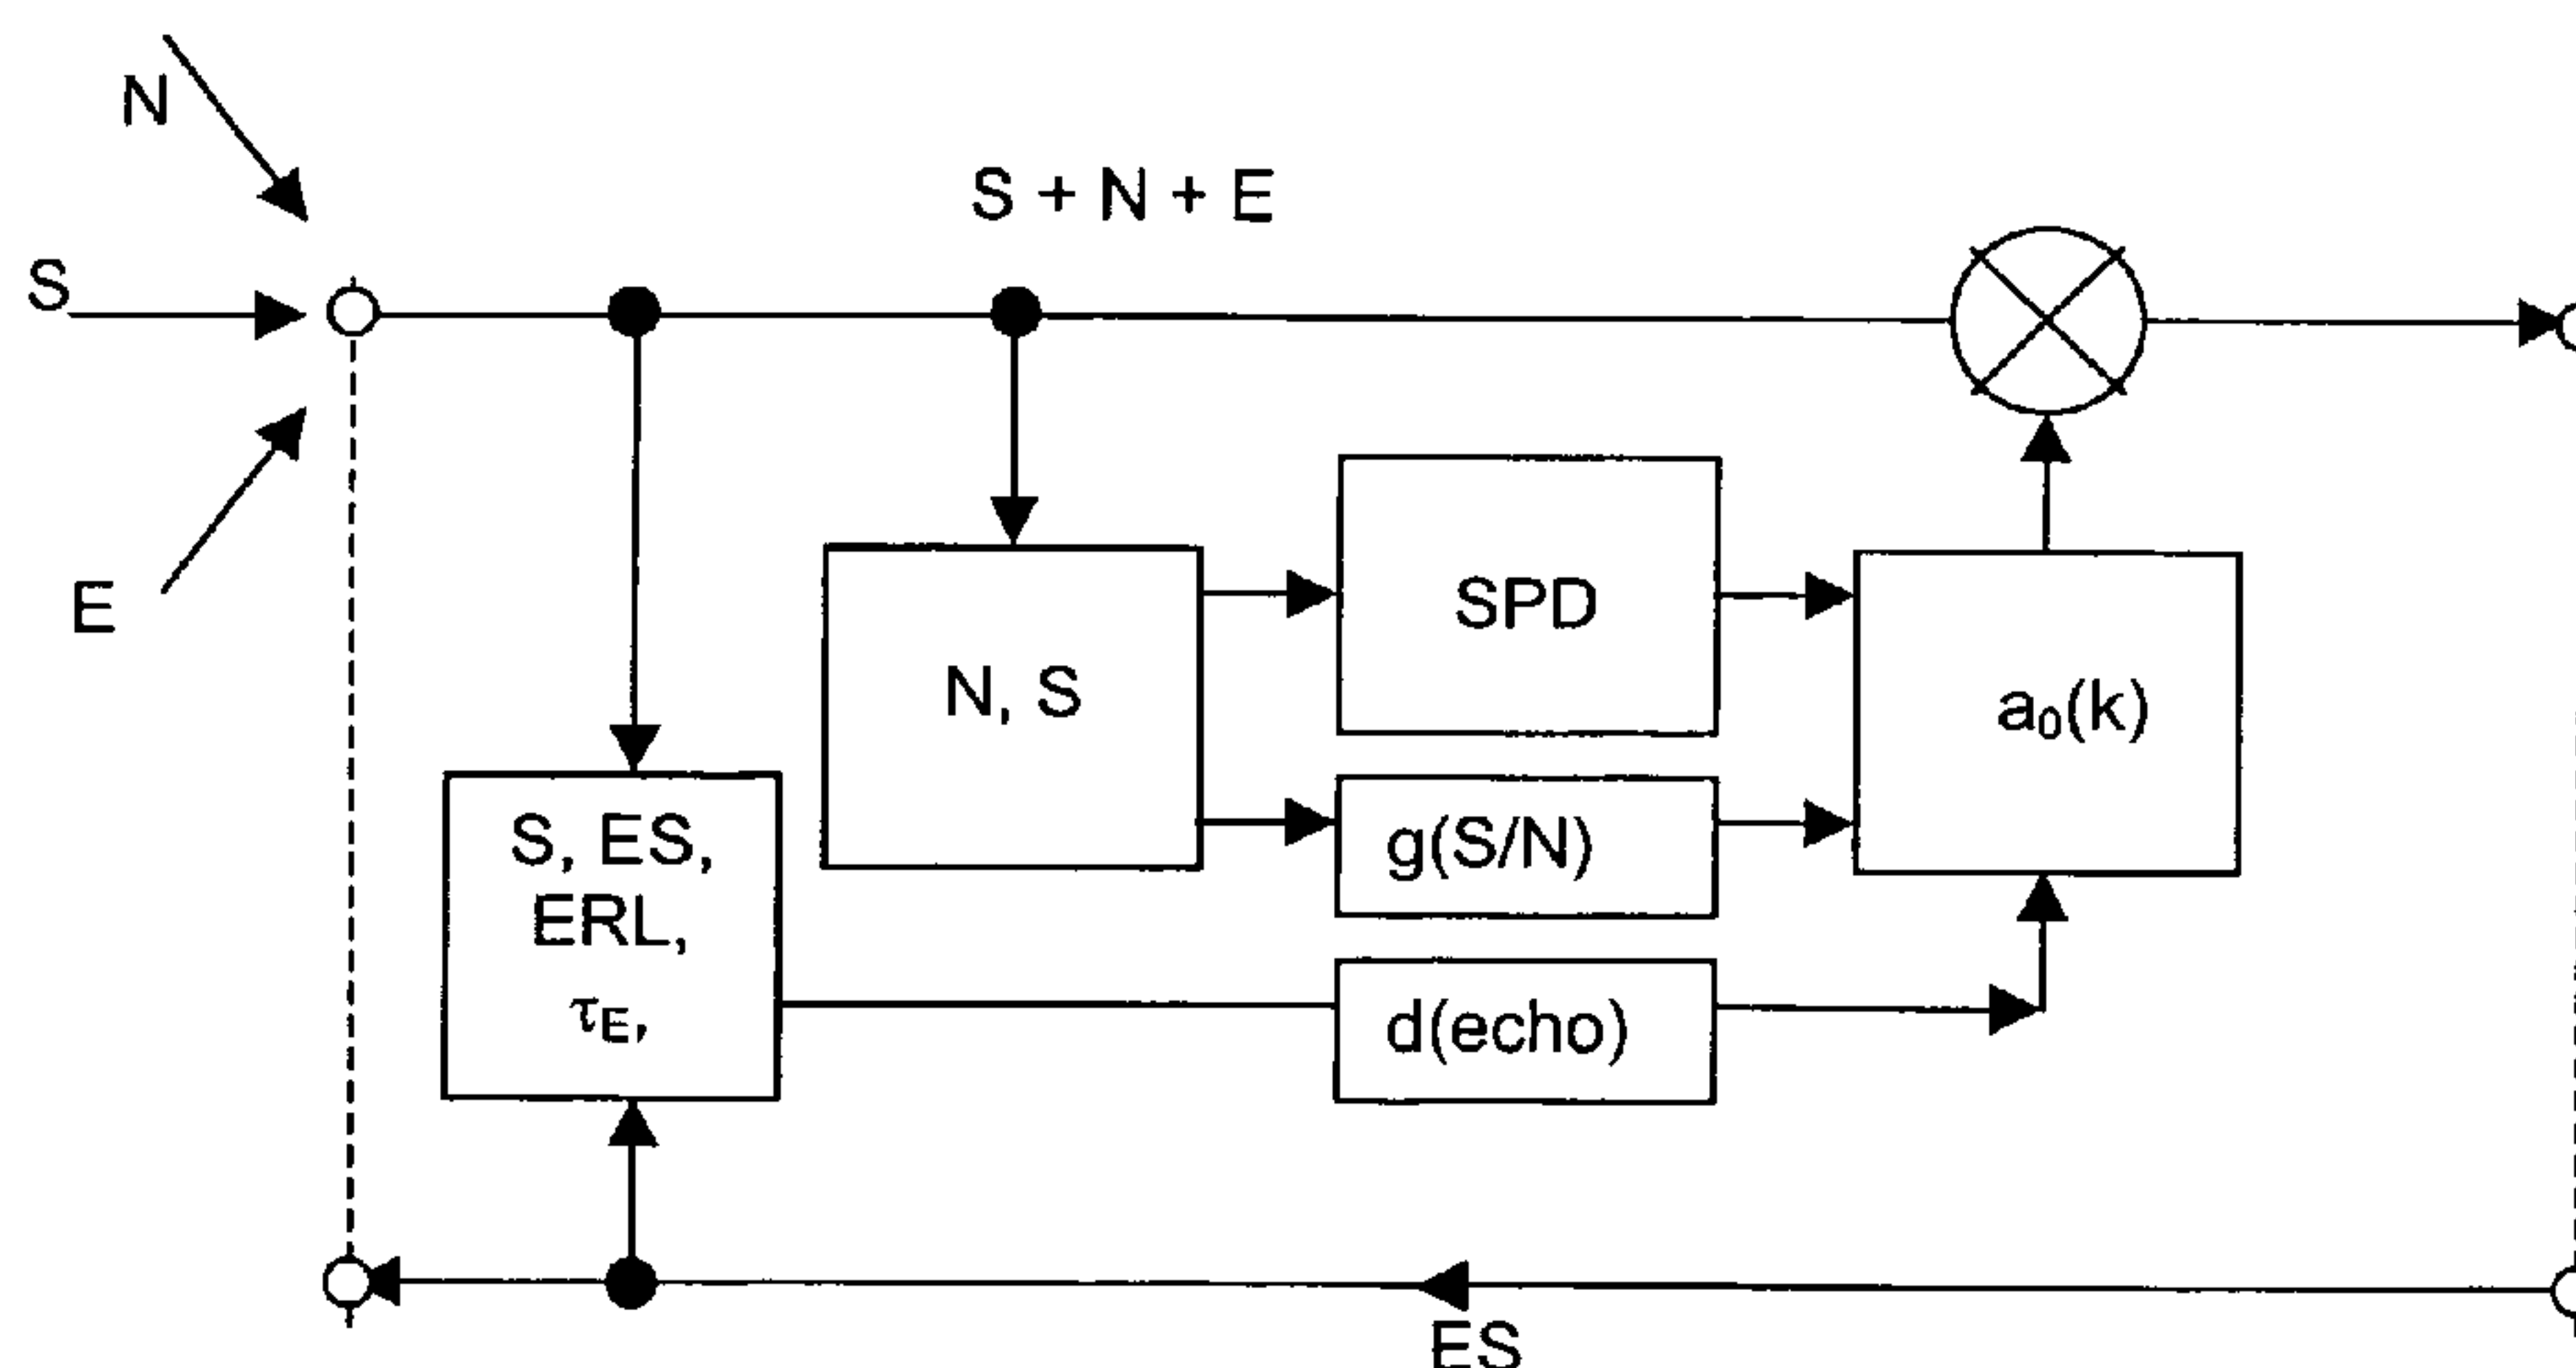 N
S + N + E
S
E
SPD
N, S
a₀(k)
S, ES,
ERL,
τE,
g(S/N)
d(echo)
ES